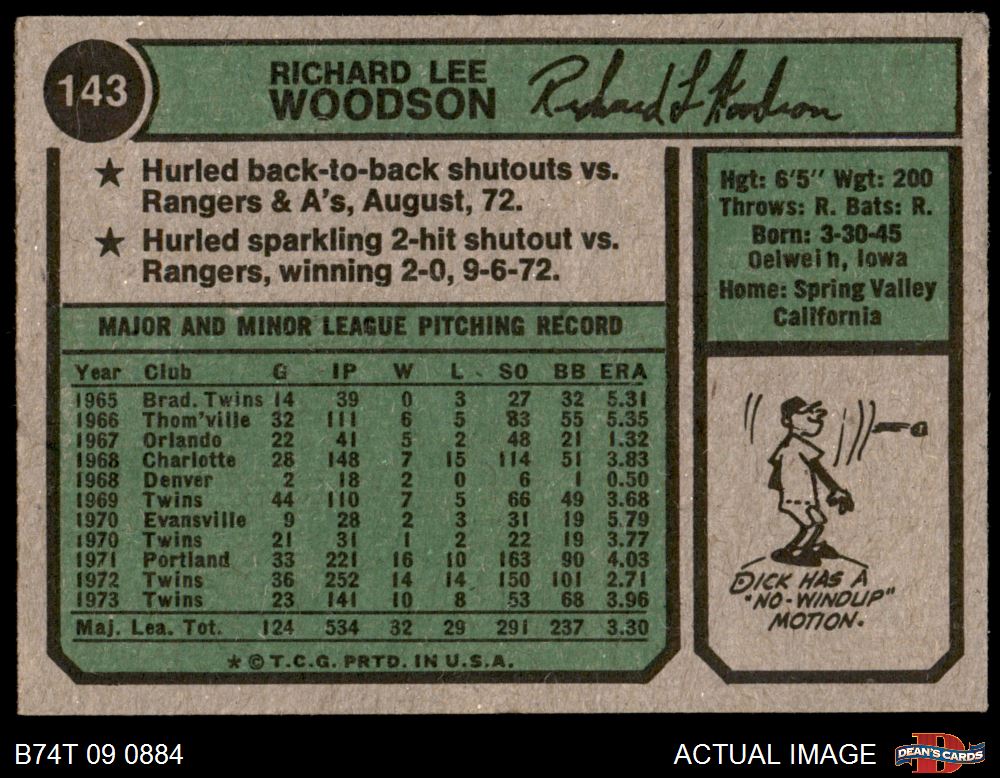 143
RICHARD LEE
WOODSON
Richard L Woodson
★ Hurled back-to-back shutouts vs.
Rangers & A's, August, 72.
★ Hurled sparkling 2-hit shutout vs.
Rangers, winning 2-0, 9-6-72.
Hgt: 6'5" Wgt: 200
Throws: R. Bats: R.
Born: 3-30-45
Oelwein, Iowa
Home: Spring Valley
California
MAJOR AND MINOR LEAGUE PITCHING RECORD
Year Club G IP W L SO BB ERA
1965 Brad. Twins 14 39 0 3 27 32 5.31
1966 Thom'ville 32 111 6 5 83 55 5.35
1967 Orlando 22 41 5 2 48 21 1.32
1968 Charlotte 28 148 7 15 114 51 3.83
1968 Denver 2 18 2 0 6 1 0.50
1969 Twins 44 110 7 5 66 49 3.68
1970 Evansville 9 28 2 3 31 19 5.79
1970 Twins 21 31 1 2 22 19 3.77
1971 Portland 33 221 16 10 163 90 4.03
1972 Twins 36 252 14 14 150 101 2.71
1973 Twins 23 141 10 8 53 68 3.96
Maj. Lea. Tot. 124 534 32 29 291 237 3.30
★ © T.C.G. PRTD. IN U.S.A.
DICK HAS A
"NO-WINDUP"
MOTION.
B74T 09 0884
ACTUAL IMAGE
DEAN'S CARDS